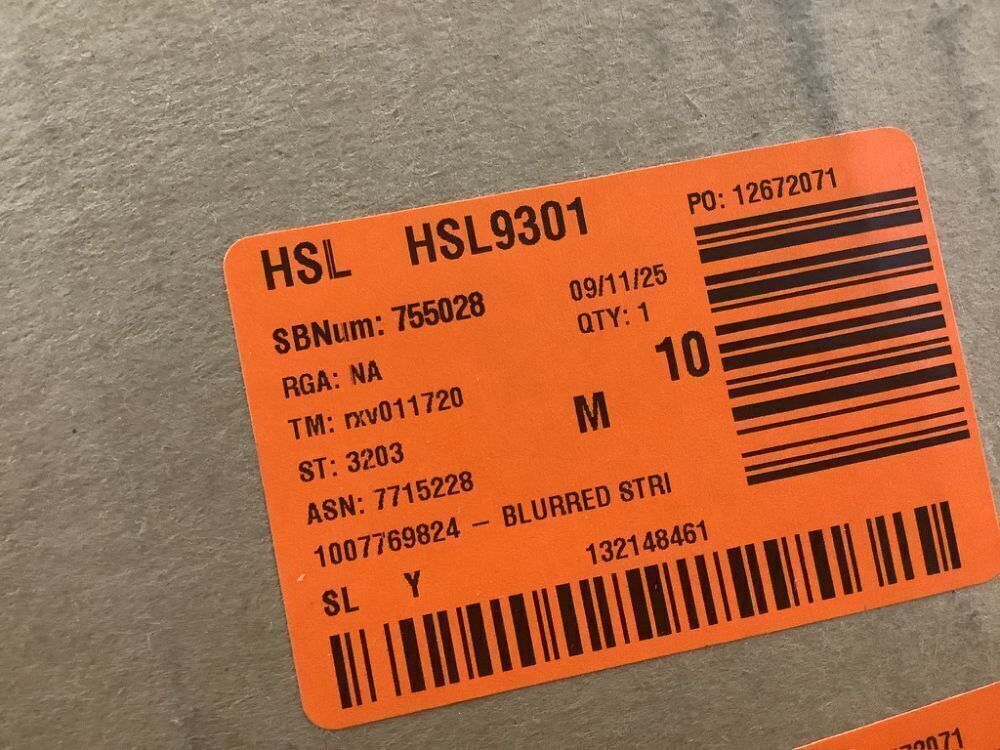 HSL HSL9301
PO: 12672071
SBNum: 755028
09/11/25
RGA: NA
QTY: 1
10
TM: rxv011720
M
ST: 3203
ASN: 7715228
1007769824 - BLURRED STRI
SL Y
132148461
72071